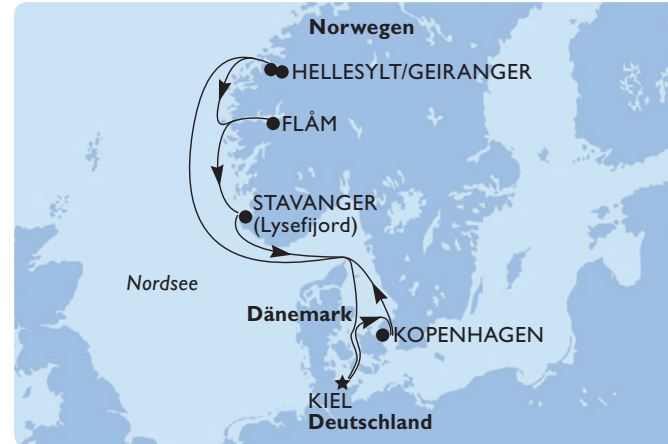 Norwegen
HELLESYLT/GEIRANGER
FLÅM
STAVANGER
(Lysefijord)
Nordsee
Dänemark
KOPENHAGEN
KIEL
Deutschland